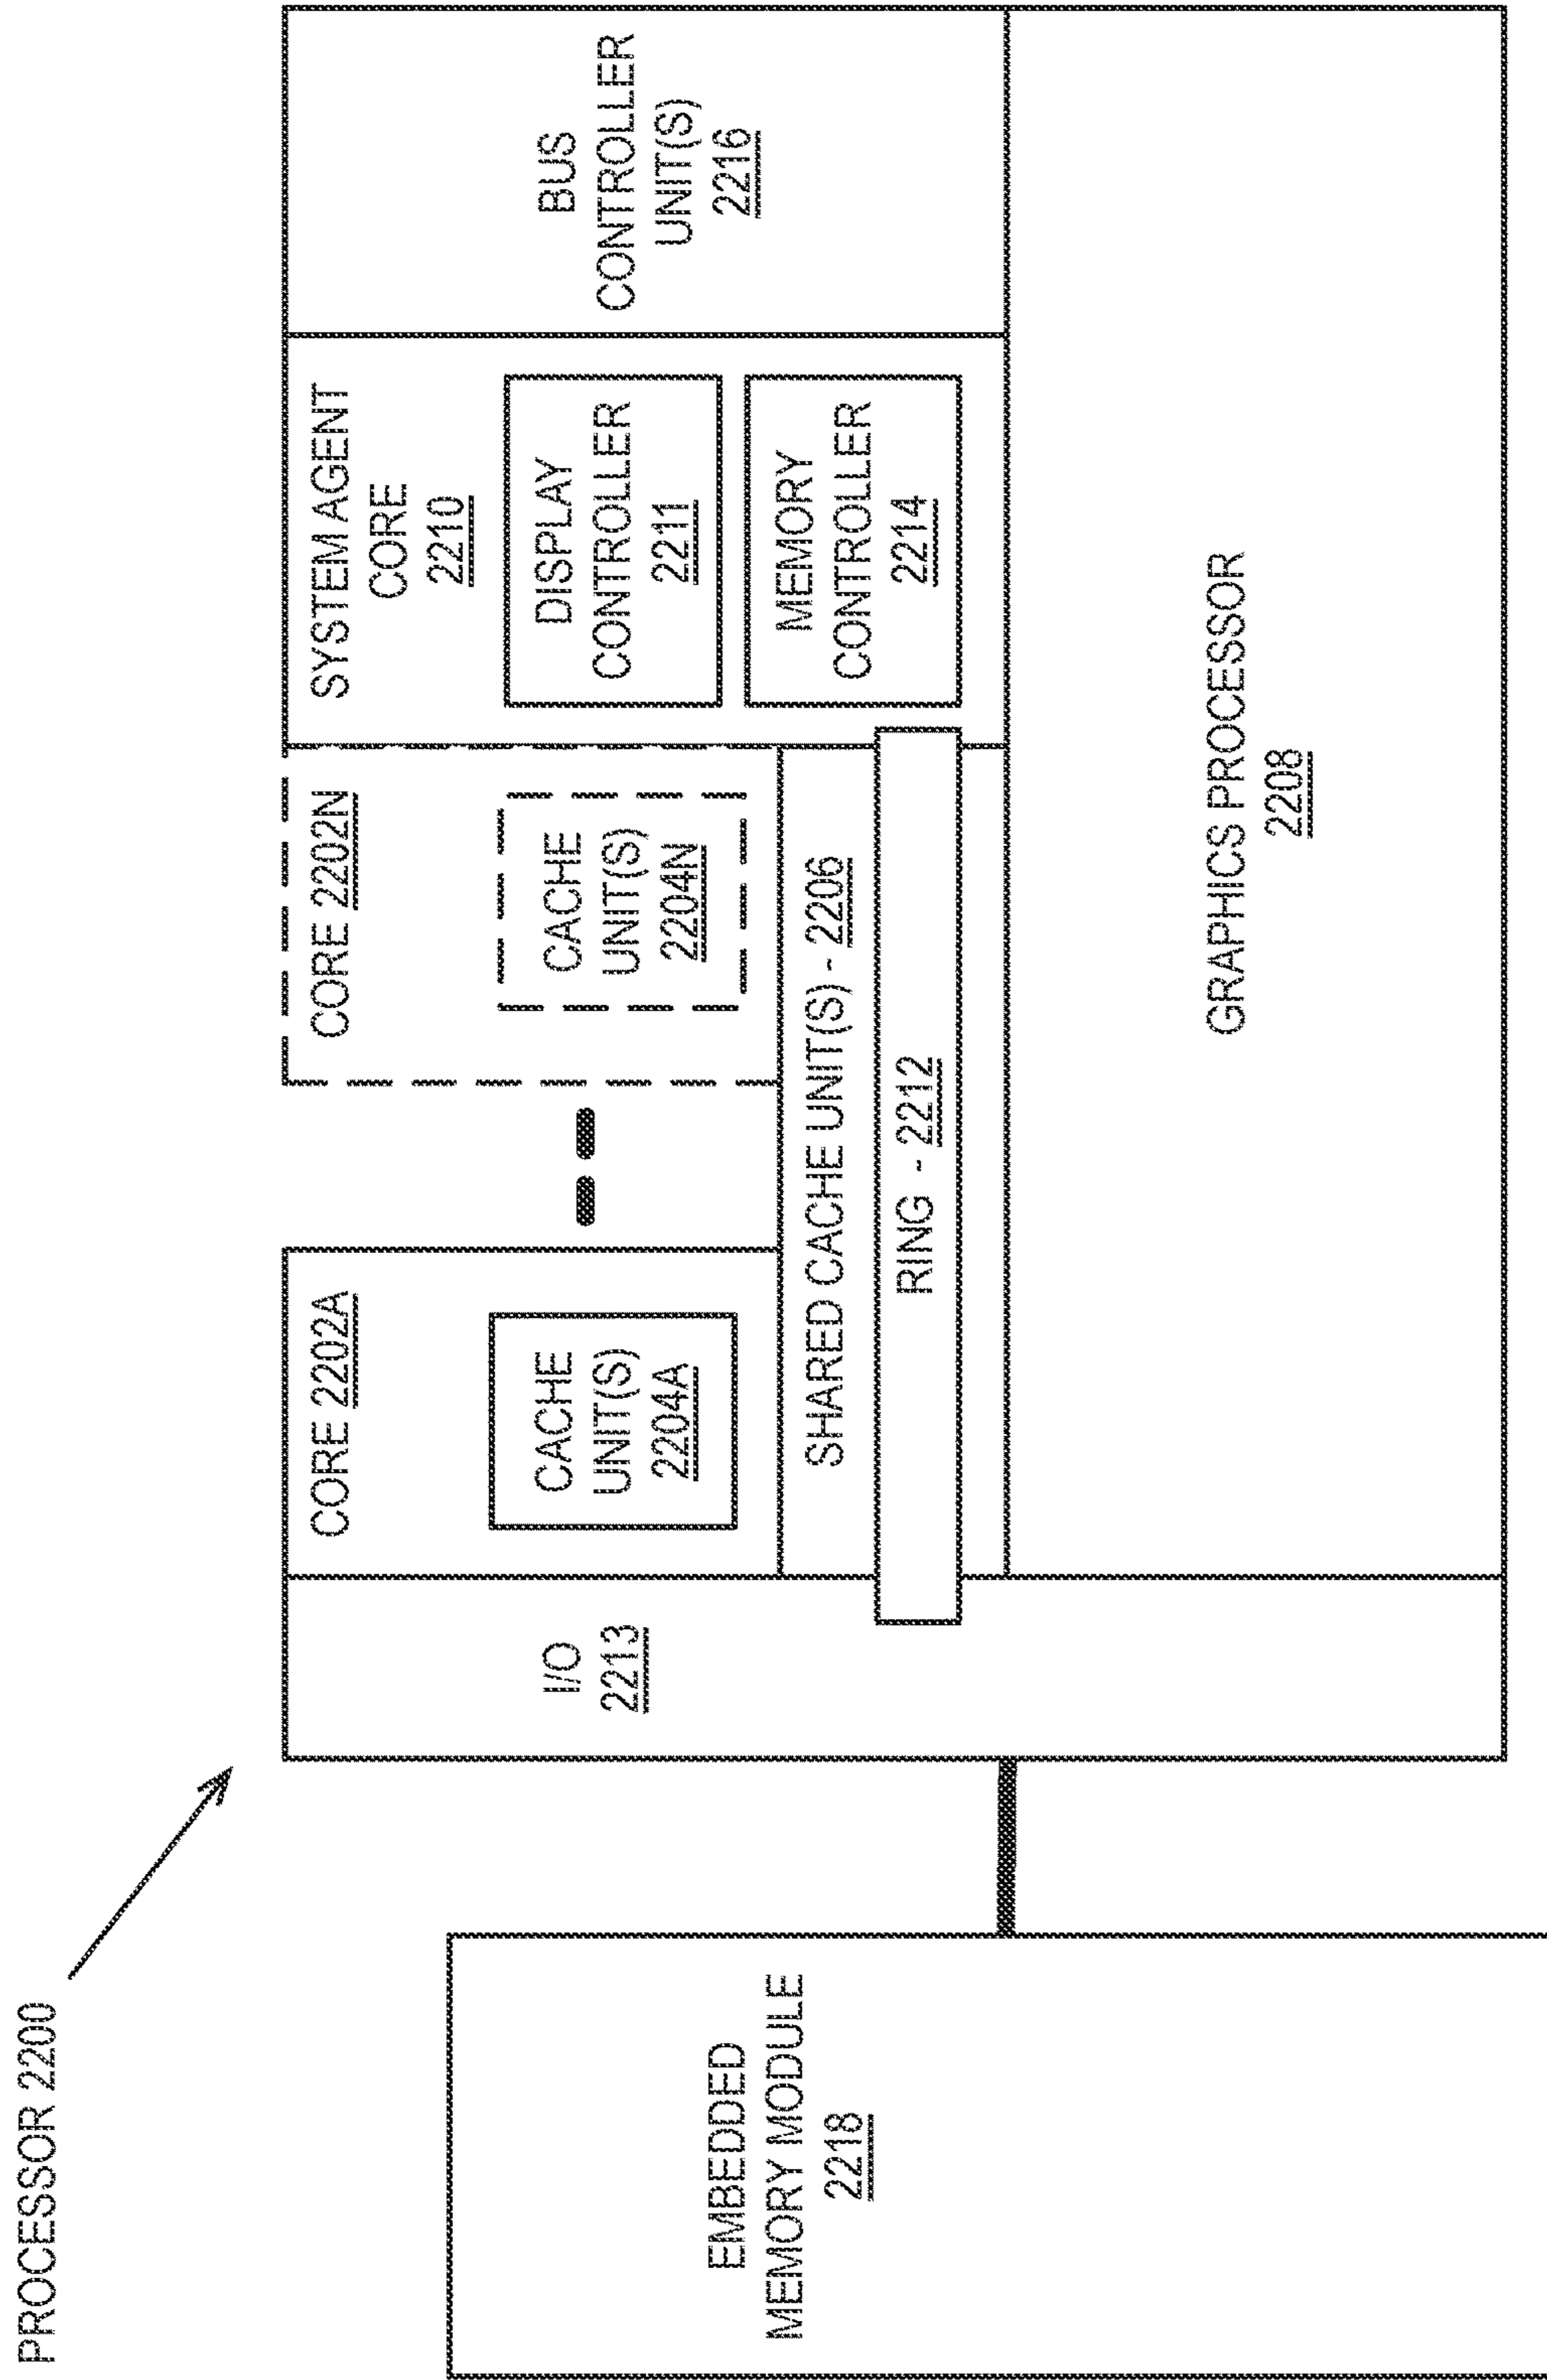 PROCESSOR 2200
EMBEDDED
MEMORY MODULE
2218
I/O
2213
CORE 2202A
CACHE
UNIT(S)
2204A
CORE 2202N
CACHE
UNIT(S)
2204N
SHARED CACHE UNIT(S) - 2206
RING - 2212
SYSTEM AGENT
CORE
2210
DISPLAY
CONTROLLER
2211
MEMORY
CONTROLLER
2214
BUS
CONTROLLER
UNIT(S)
2216
GRAPHICS PROCESSOR
2208